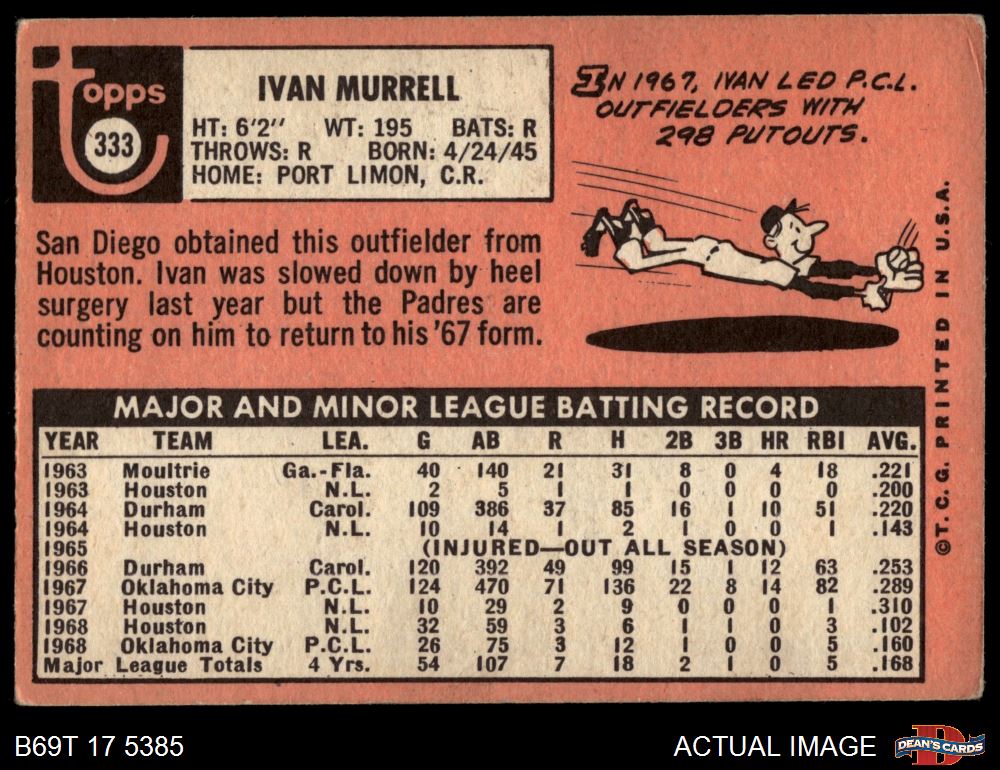 Topps
333
IVAN MURRELL
HT: 6'2" WT: 195 BATS: R
THROWS: R BORN: 4/24/45
HOME: PORT LIMON, C.R.
IN 1967, IVAN LED P.C.L.
OUTFIELDERS WITH
298 PUTOUTS.
San Diego obtained this outfielder from
Houston. Ivan was slowed down by heel
surgery last year but the Padres are
counting on him to return to his '67 form.
MAJOR AND MINOR LEAGUE BATTING RECORD
YEAR TEAM LEA. G AB R H 2B 3B HR RBI AVG.
1963 Moultrie Ga.-Fla. 40 140 21 31 8 0 4 18 .221
1963 Houston N.L. 2 5 1 1 0 0 0 0 .200
1964 Durham Carol. 109 386 37 85 16 1 10 51 .220
1964 Houston N.L. 10 14 1 2 1 0 0 1 .143
1965 (INJURED—OUT ALL SEASON)
1966 Durham Carol. 120 392 49 99 15 1 12 63 .253
1967 Oklahoma City P.C.L. 124 470 71 136 22 8 14 82 .289
1967 Houston N.L. 10 29 2 9 0 0 0 1 .310
1968 Houston N.L. 32 59 3 6 1 1 0 3 .102
1968 Oklahoma City P.C.L. 26 75 3 12 1 0 0 5 .160
Major League Totals 4 Yrs. 54 107 7 18 2 1 0 5 .168
©T.C.G. PRINTED IN U.S.A.
B69T 17 5385
ACTUAL IMAGE
D
DEAN'S CARDS